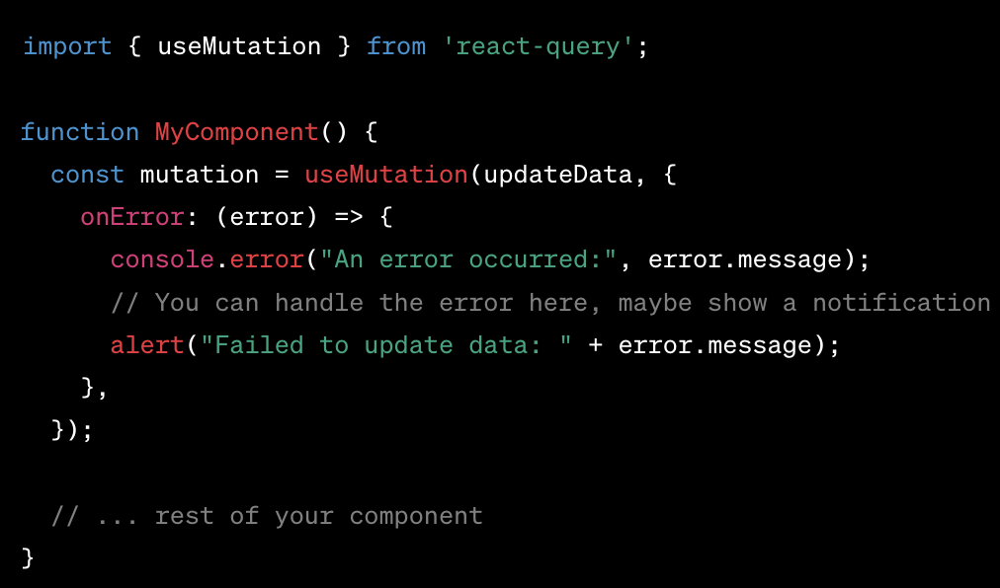 import { useMutation } from 'react-query';
function MyComponent() {
const mutation = useMutation(updateData, {
onError: (error) => {
console.error("An error occurred:", error.message);
// You can handle the error here, maybe show a notification
alert("Failed to update data: " + error.message);
},
});
// ... rest of your component
}